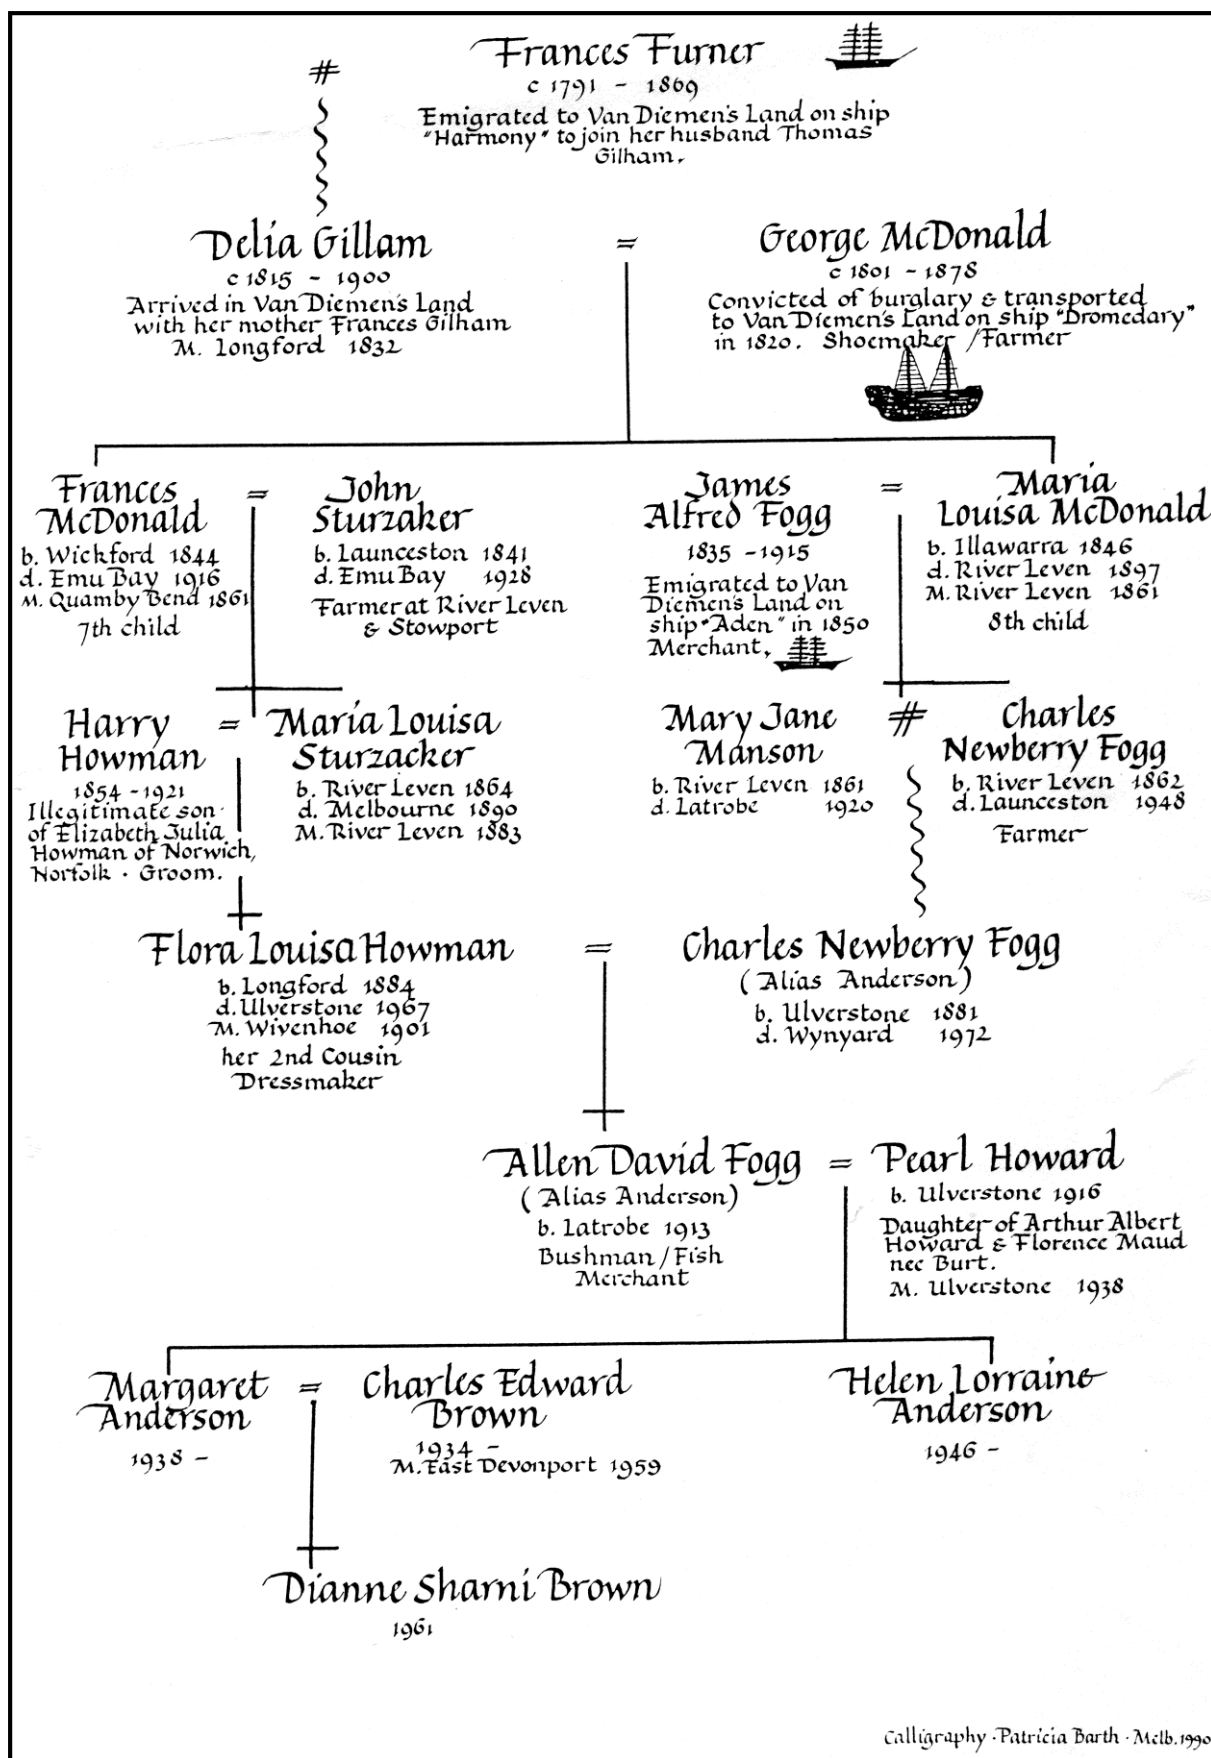 Frances Furner
#
c 1791 - 1869
Emigrated to Van Diemen's Land on ship
"Harmony" to join her husband Thomas
Gilham.
Delia Gillam
c 1815 - 1900
Arrived in Van Diemen's Land
with her mother Frances Gilham
M. Longford 1832
=
George McDonald
c 1801 - 1878
Convicted of burglary & transported
to Van Diemen's Land on ship "Dromedary"
in 1820. Shoemaker / Farmer
Frances
McDonald
b. Wickford 1844
d. Emu Bay 1916
M. Quamby Bend 1861
7th child
=
John
Sturzaker
b. Launceston 1841
d. Emu Bay 1928
Farmer at River Leven
& Stowport
James
Alfred Fogg
1835 - 1915
Emigrated to Van
Diemen's Land on
ship "Aden" in 1850
Merchant.
=
Maria
Louisa McDonald
b. Illawarra 1846
d. River Leven 1897
M. River Leven 1861
8th child
Harry
Howman
1854 - 1921
Illegitimate son
of Elizabeth Julia
Howman of Norwich,
Norfolk · Groom.
=
Maria Louisa
Sturzacker
b. River Leven 1864
d. Melbourne 1890
M. River Leven 1883
Mary Jane
Manson
b. River Leven 1861
d. Latrobe 1920
#
Charles
Newberry Fogg
b. River Leven 1862
d. Launceston 1948
Farmer
Flora Louisa Howman
b. Longford 1884
d. Ulverstone 1967
M. Wivenhoe 1901
her 2nd Cousin
Dressmaker
=
Charles Newberry Fogg
(Alias Anderson)
b. Ulverstone 1881
d. Wynyard 1972
Allen David Fogg
(Alias Anderson)
b. Latrobe 1913
Bushman / Fish
Merchant
=
Pearl Howard
b. Ulverstone 1916
Daughter of Arthur Albert
Howard & Florence Maud
nee Burt.
M. Ulverstone 1938
Margaret
Anderson
1938 -
=
Charles Edward
Brown
1934 -
M. East Devonport 1959
Helen Lorraine
Anderson
1946 -
Dianne Sharni Brown
1961
Calligraphy · Patricia Barth · Melb. 1990